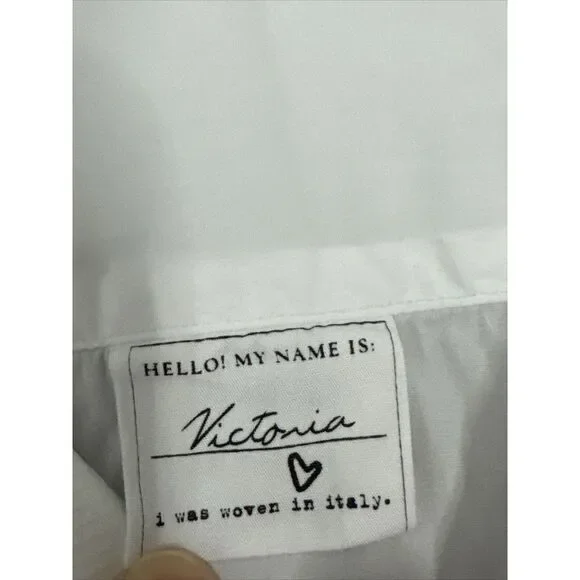 HELLO! MY NAME IS:
Victoria
i was woven in italy.